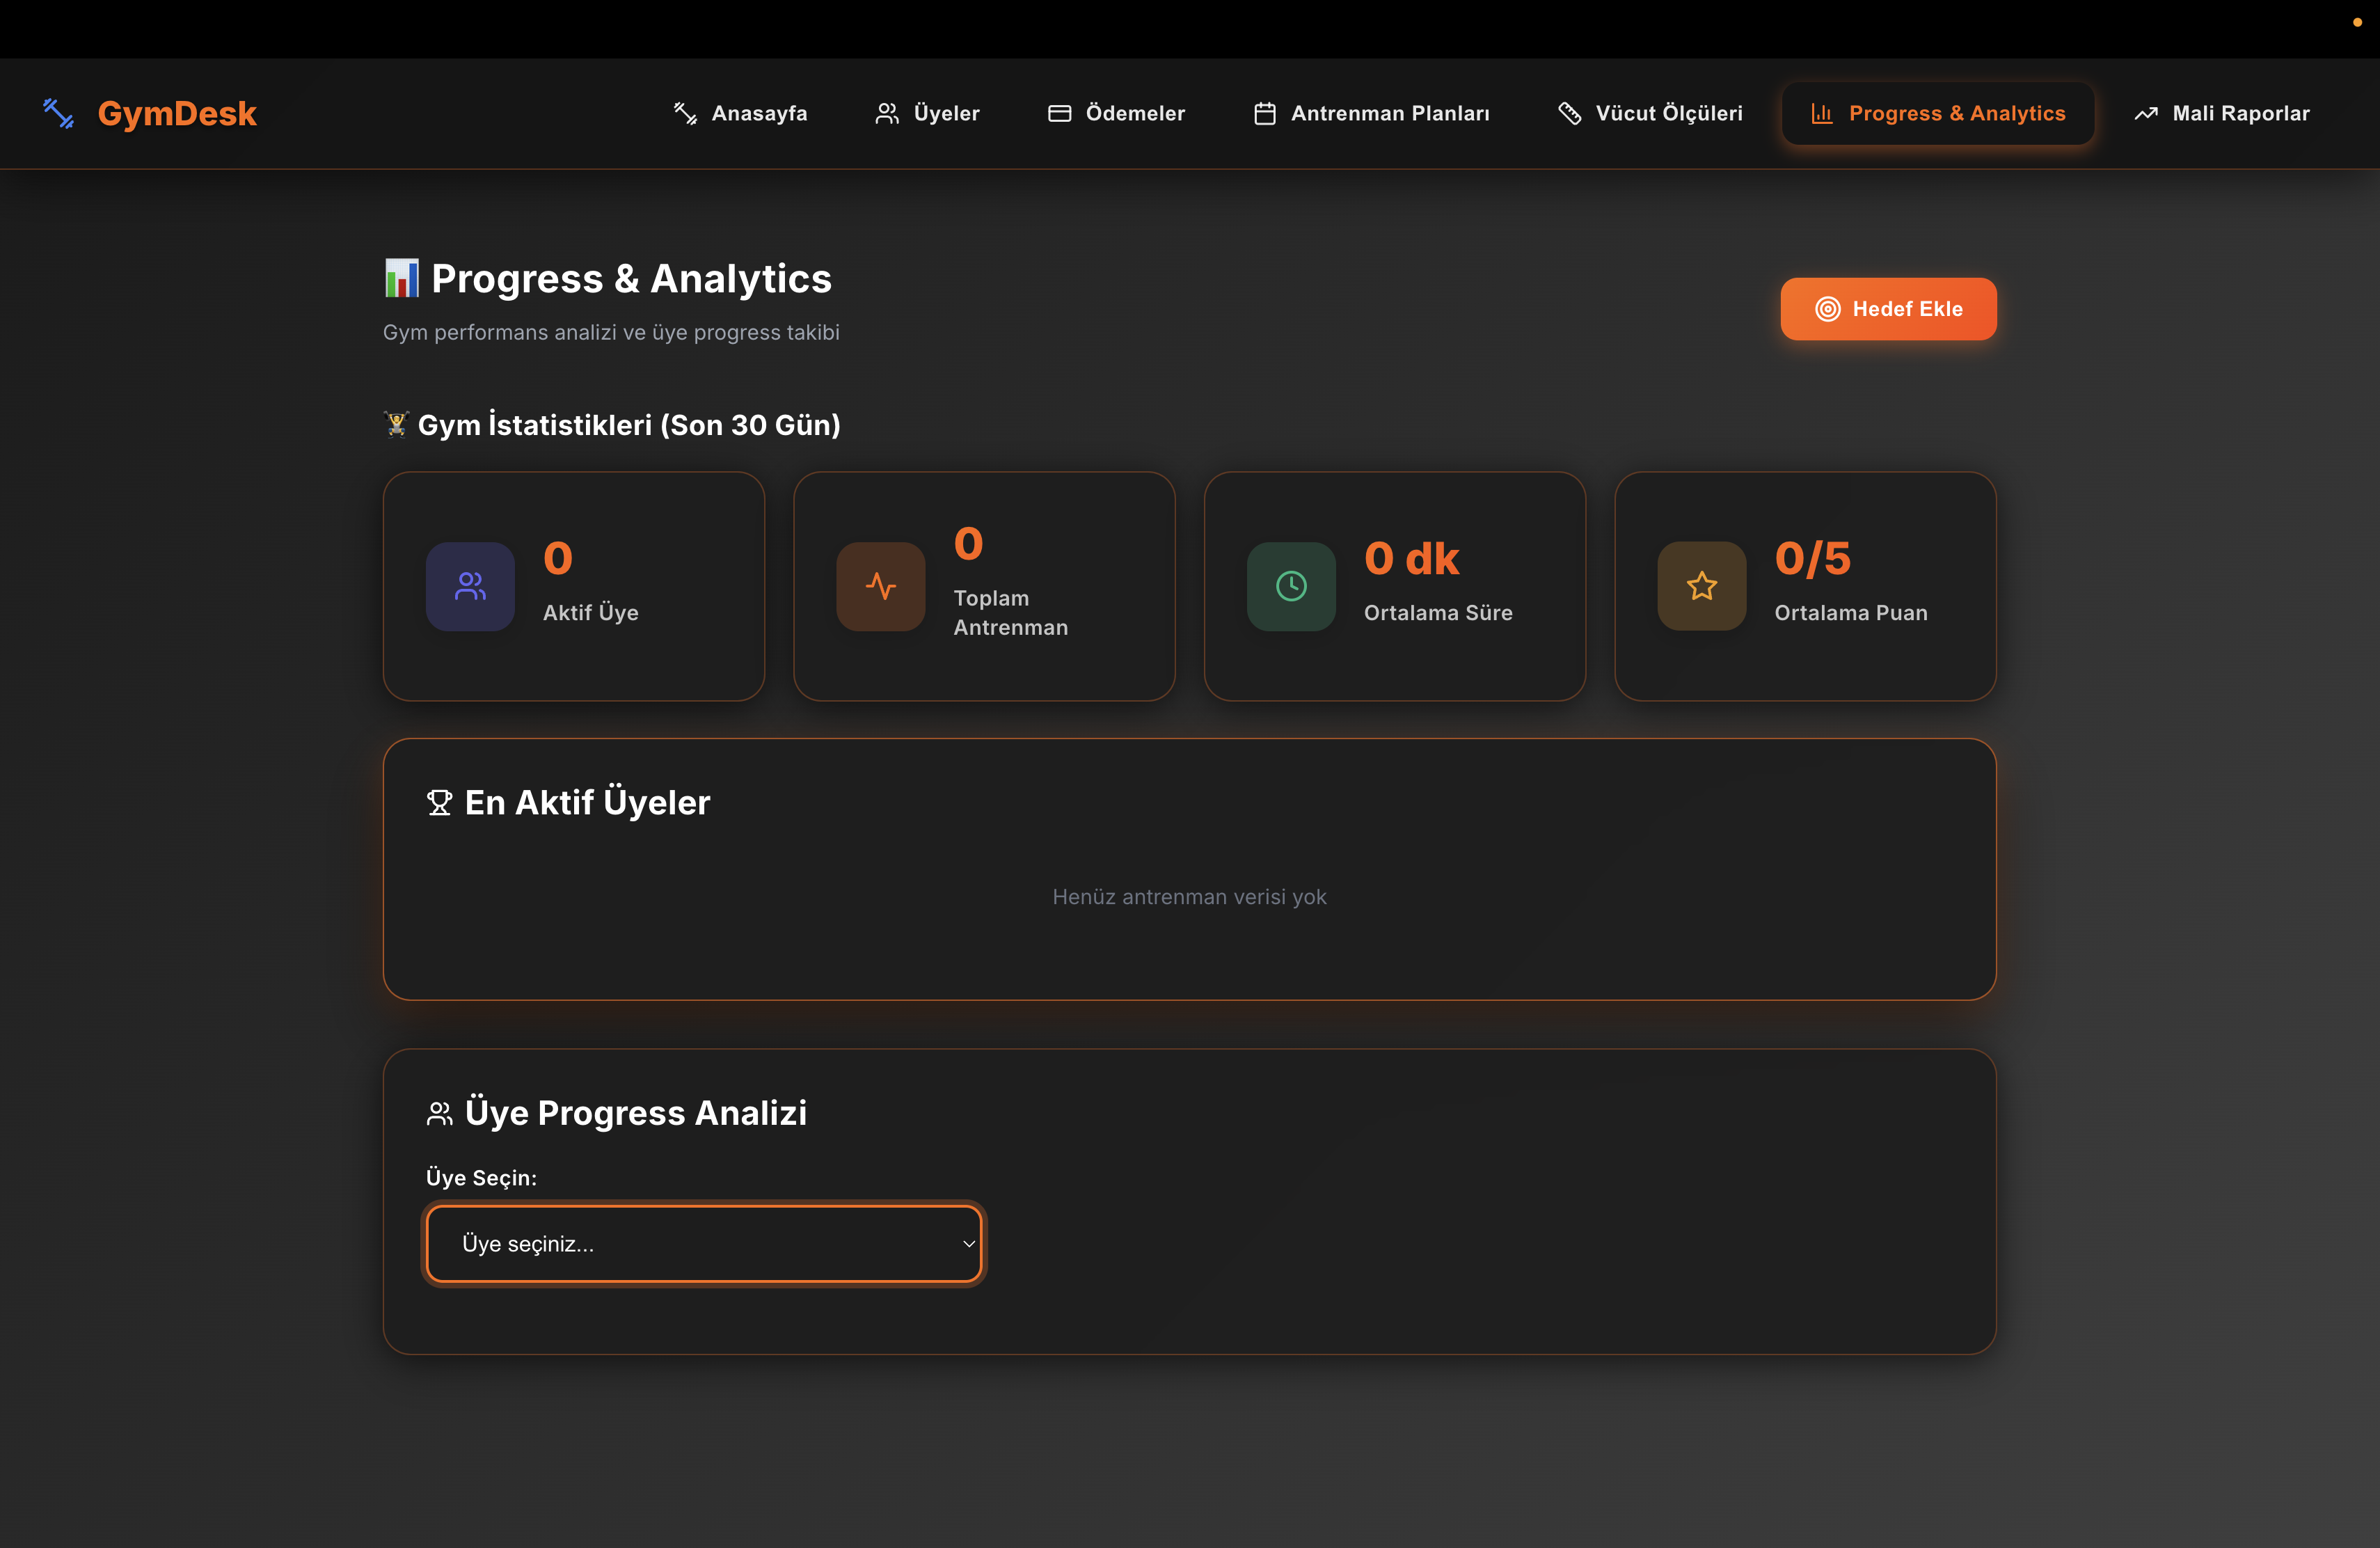 GymDesk
Anasayfa
Üyeler
Ödemeler
Antrenman Planları
Vücut Ölçüleri
Progress & Analytics
Mali Raporlar
Progress & Analytics
Gym performans analizi ve üye progress takibi
Hedef Ekle
Gym İstatistikleri (Son 30 Gün)
0
Aktif Üye
0
Toplam
Antrenman
0 dk
Ortalama Süre
0/5
Ortalama Puan
En Aktif Üyeler
Henüz antrenman verisi yok
Üye Progress Analizi
Üye Seçin:
Üye seçiniz...